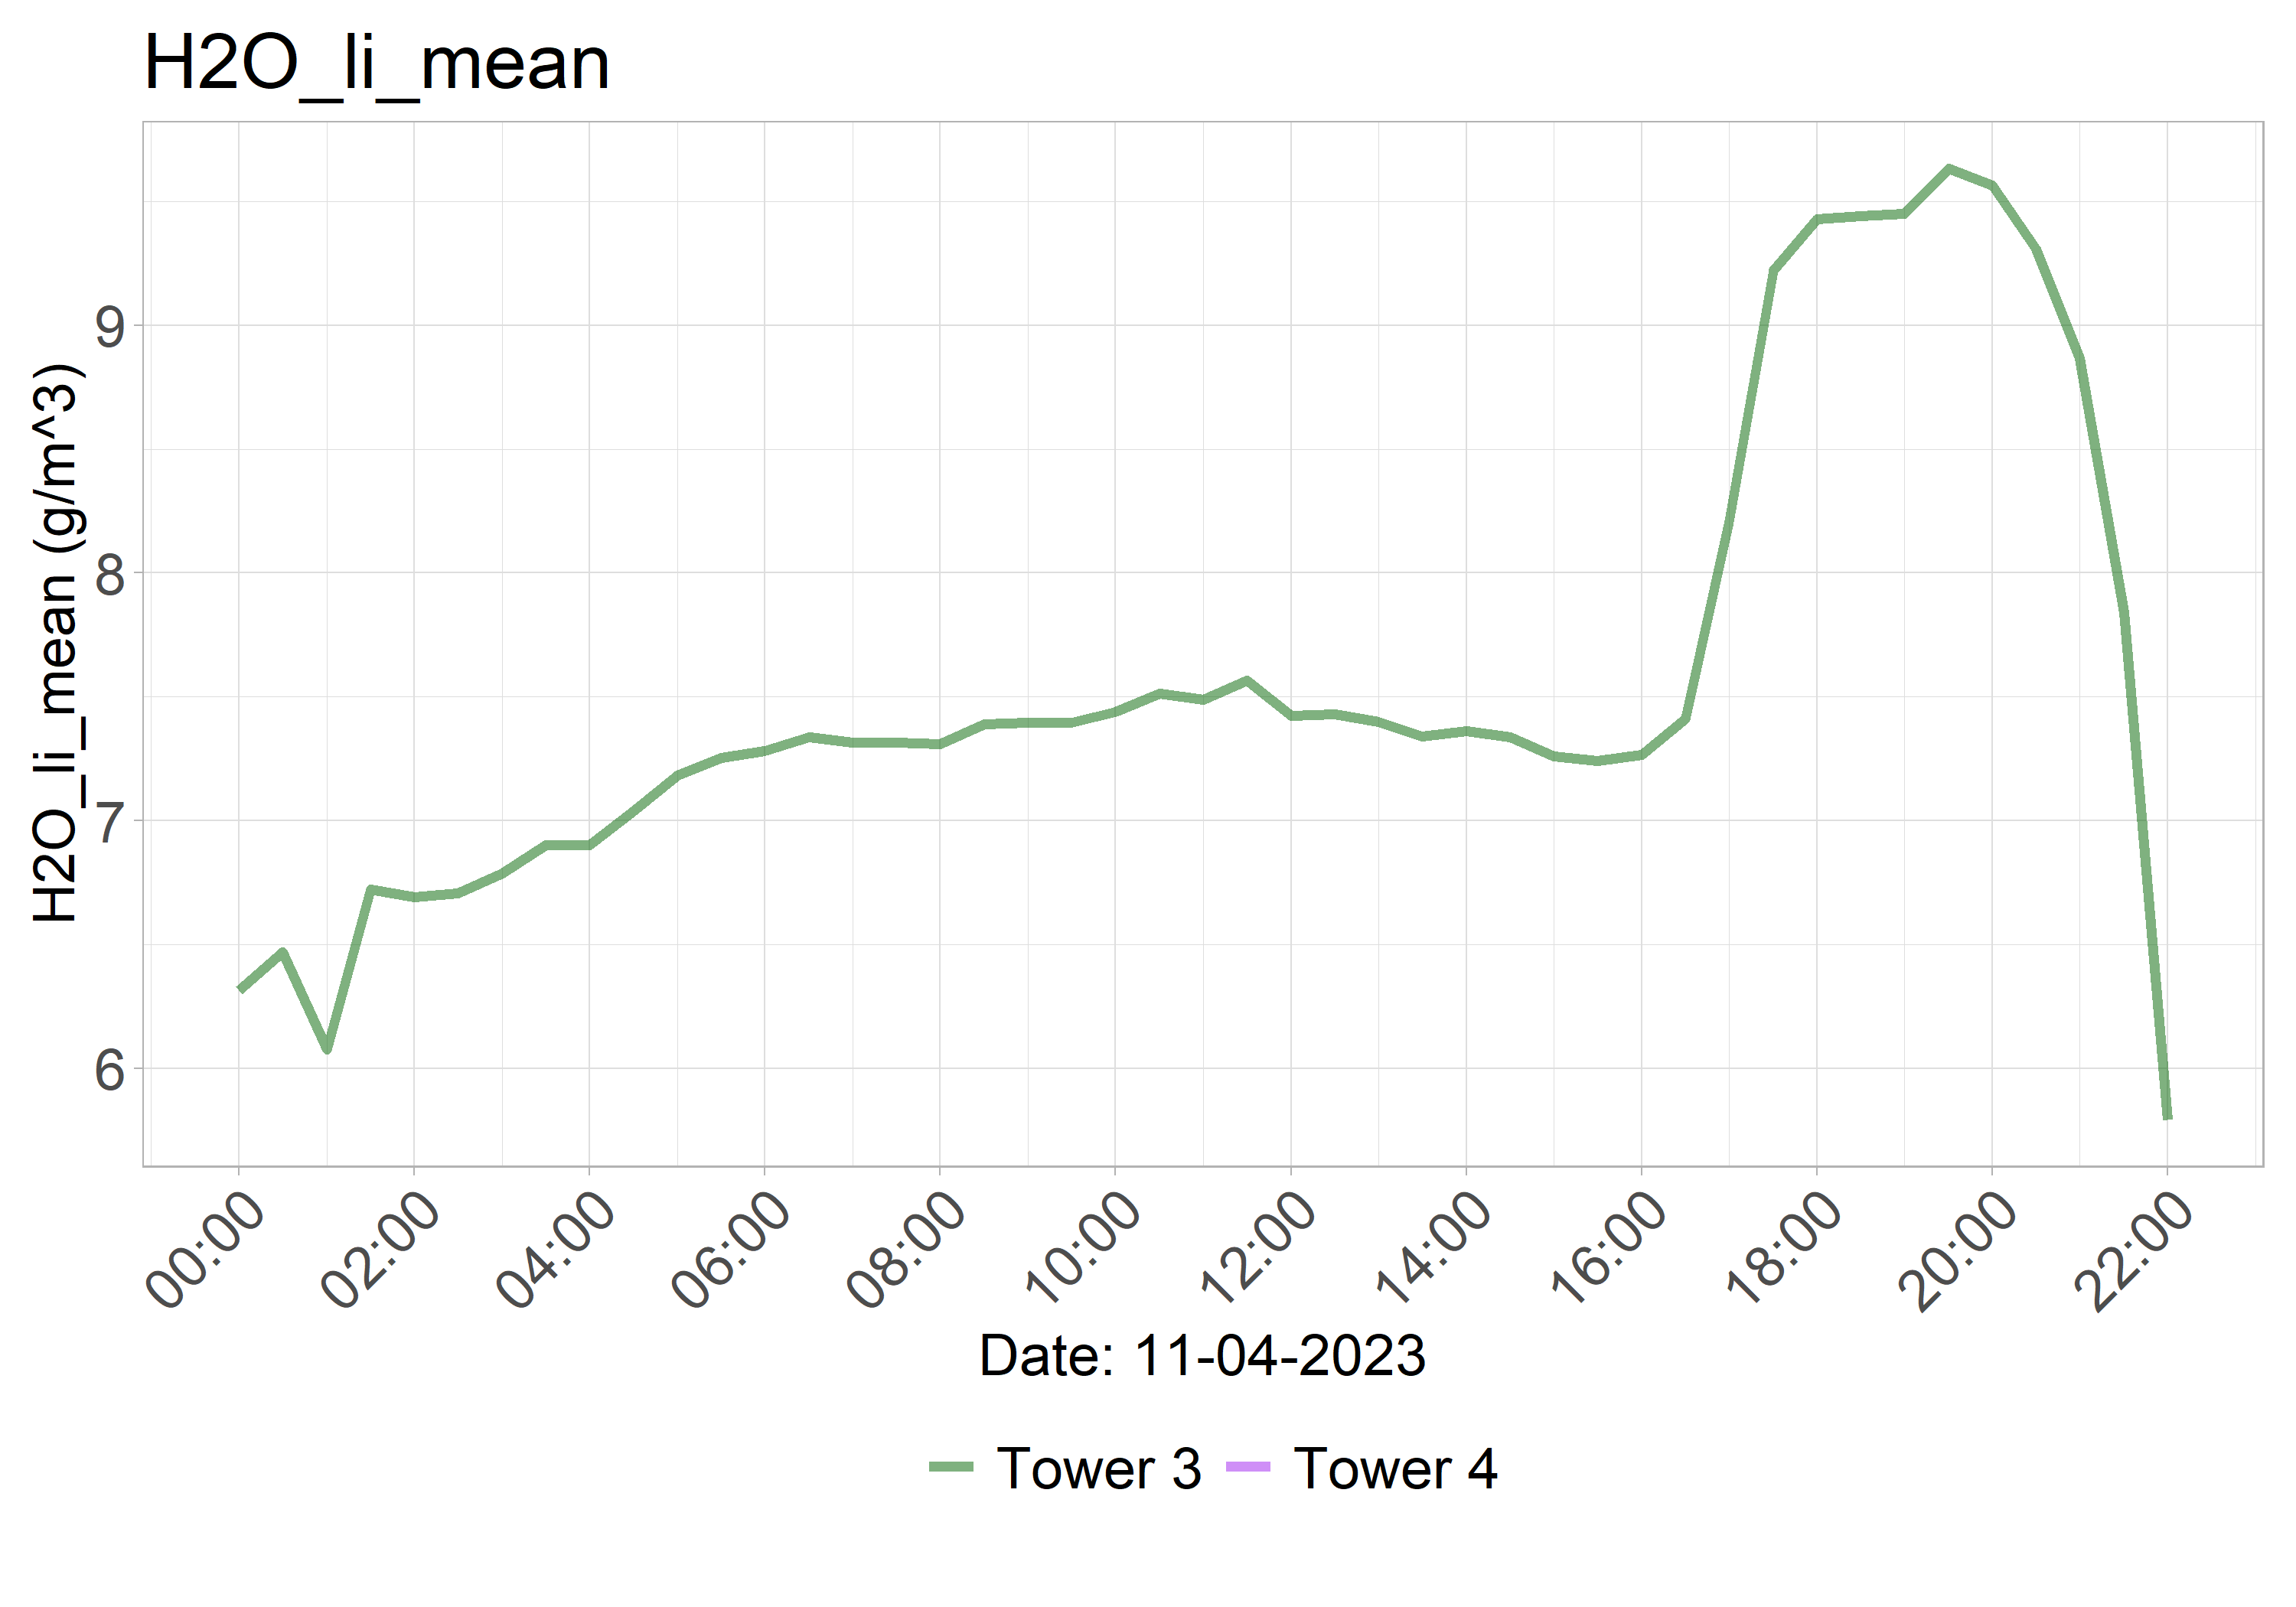 H2O_li_mean
H2O_li_mean (g/m^3)
9
8
7
6
00:00 02:00 04:00 06:00 08:00 10:00 12:00 14:00 16:00 18:00 20:00 22:00
Date: 11-04-2023
Tower 3 Tower 4